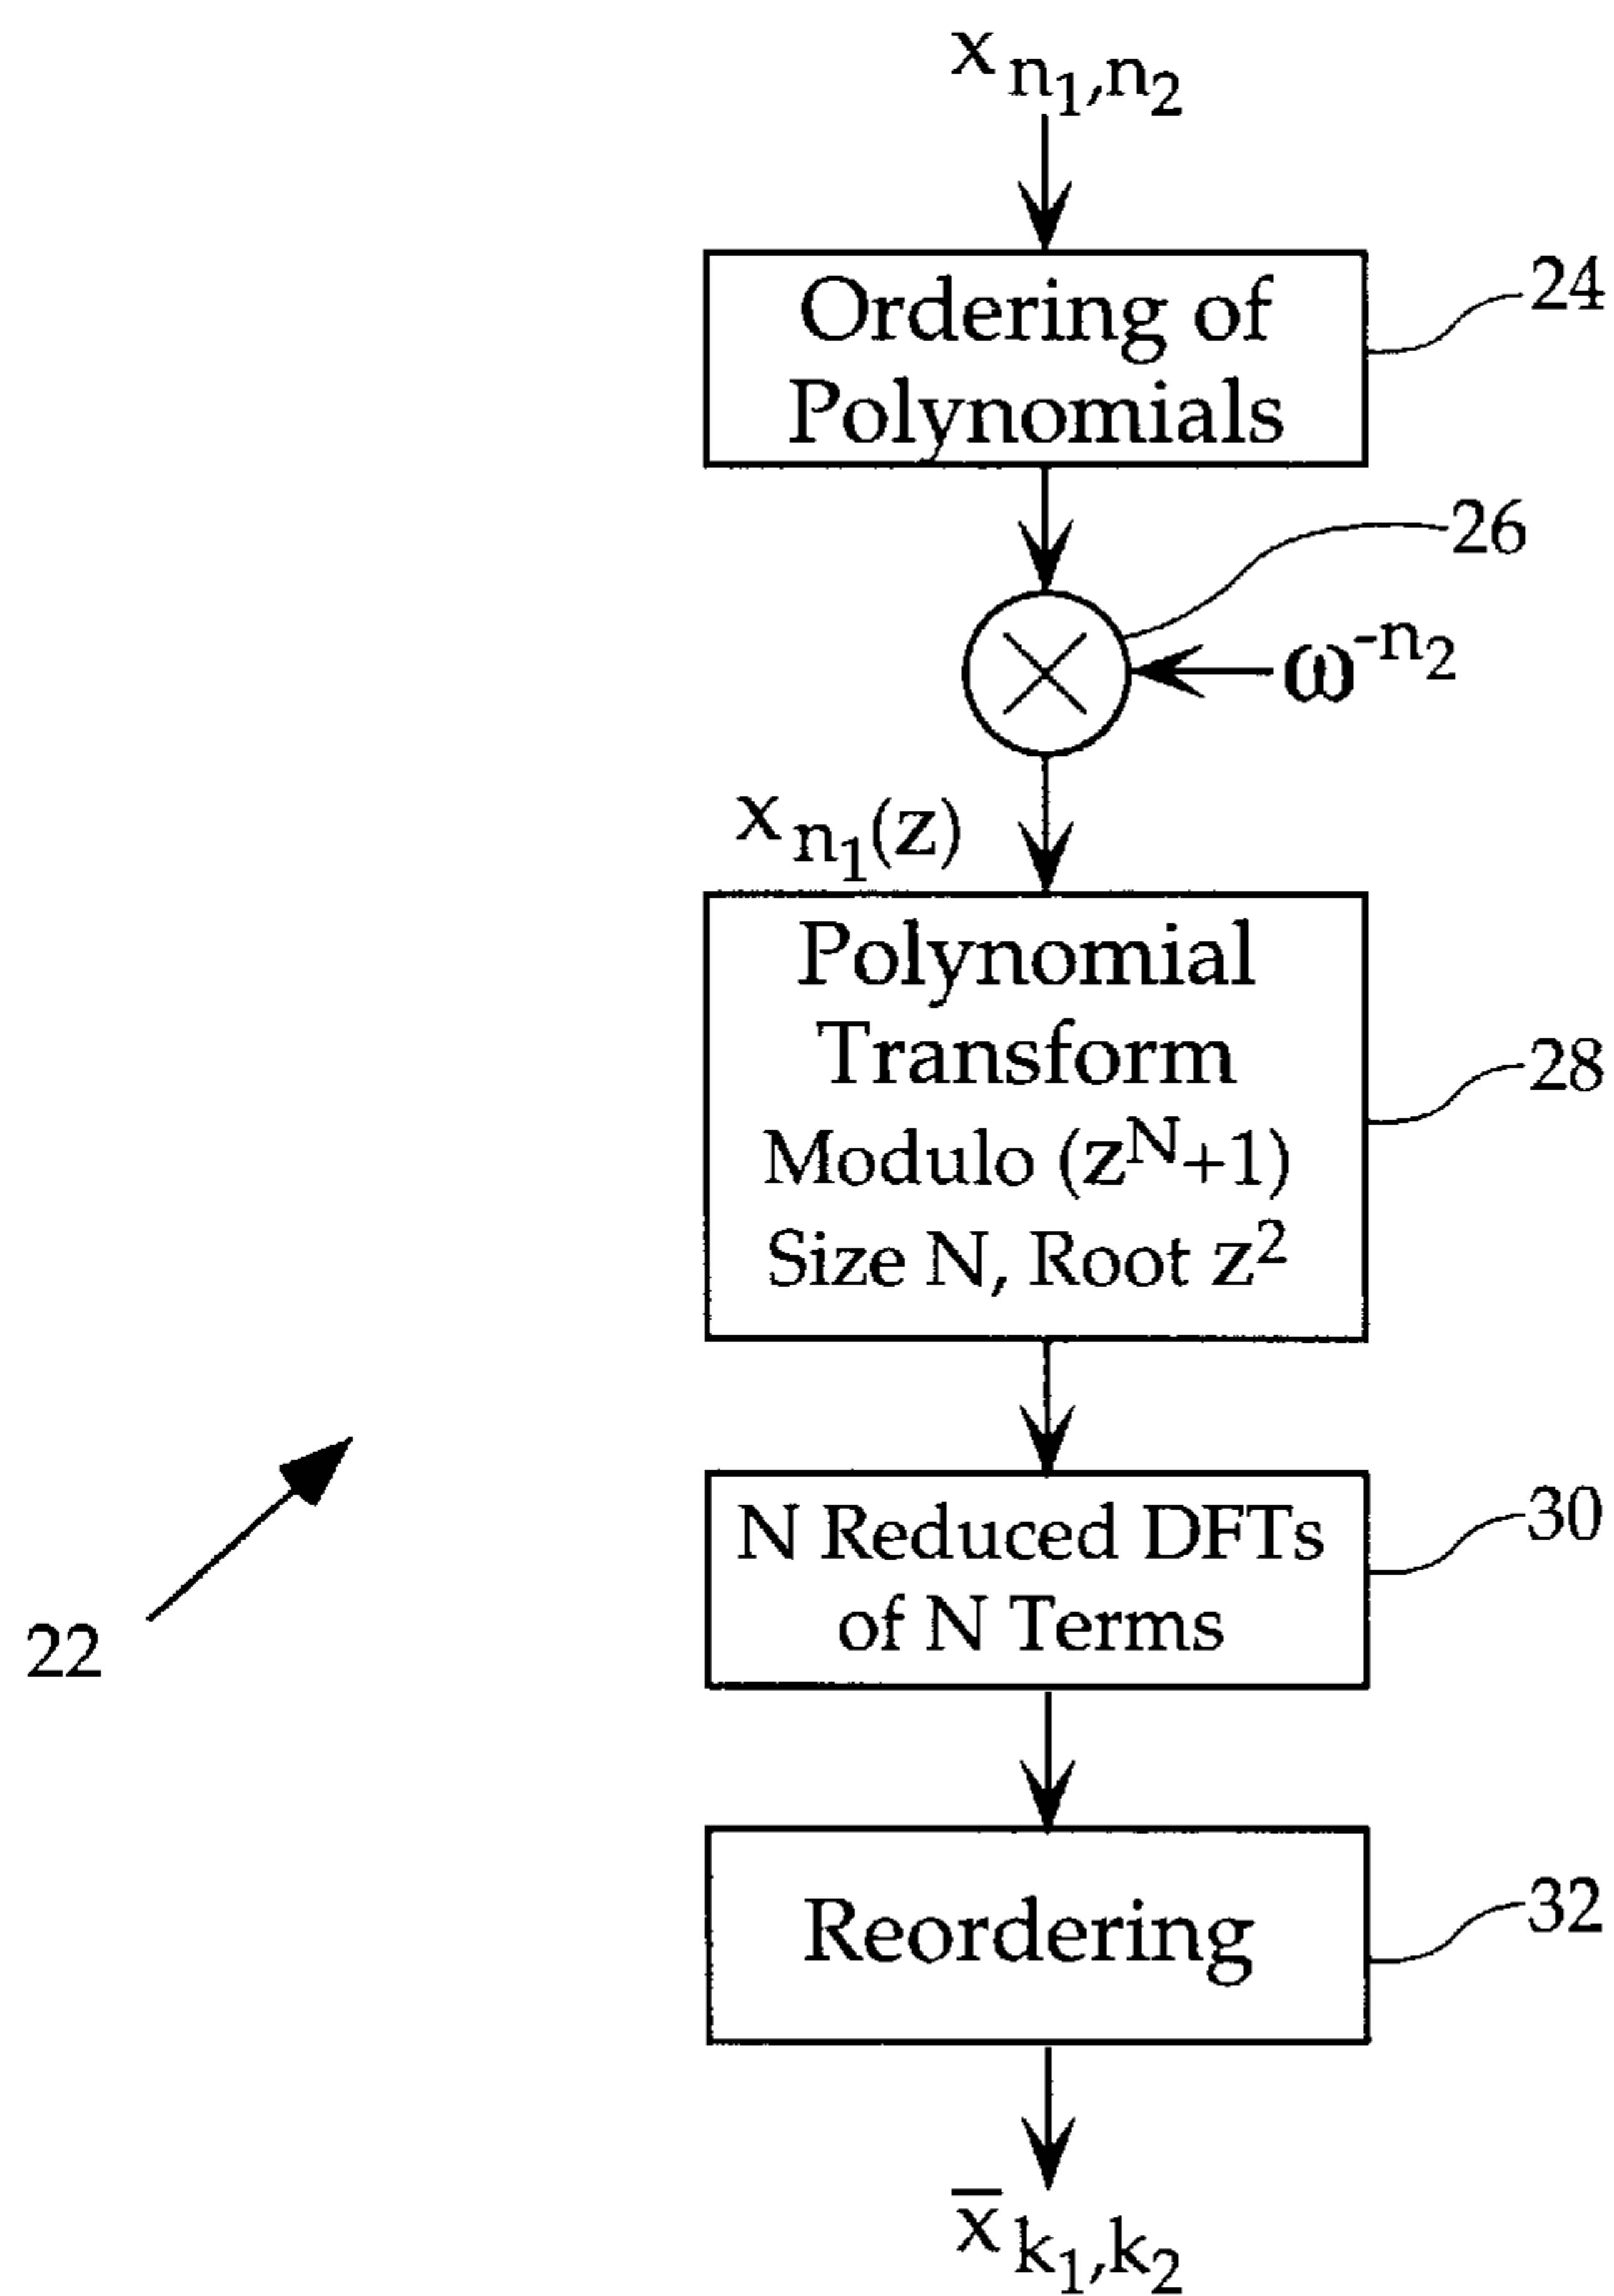 x n₁,n₂
Ordering of
Polynomials
24
26
ω⁻ⁿ₂
x n₁(z)
Polynomial
Transform
Modulo (zᴺ+1)
Size N, Root z²
28
N Reduced DFTs
of N Terms
30
22
Reordering
32
x̄ k₁,k₂